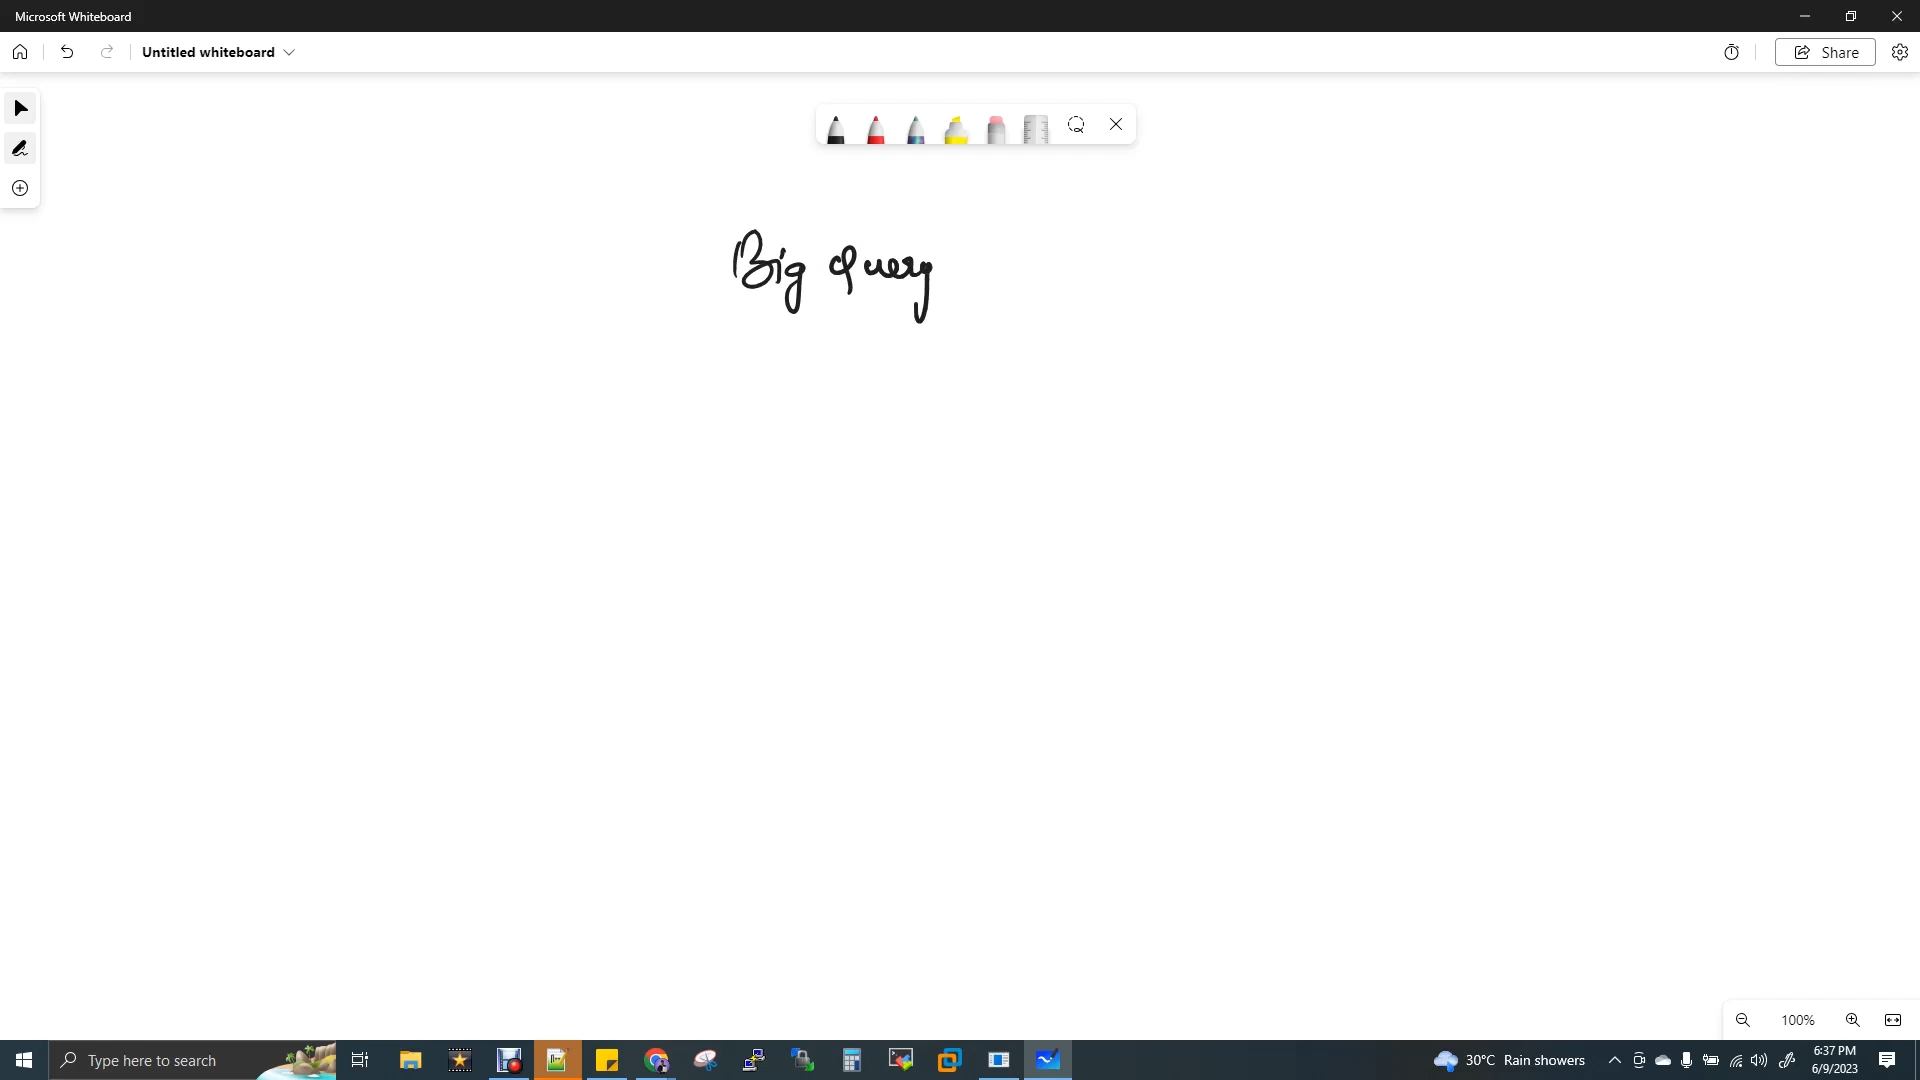 Microsoft Whiteboard
Untitled whiteboard
Share
Big Query
100%
Type here to search
30°C Rain showers
6:37 PM
6/9/2023